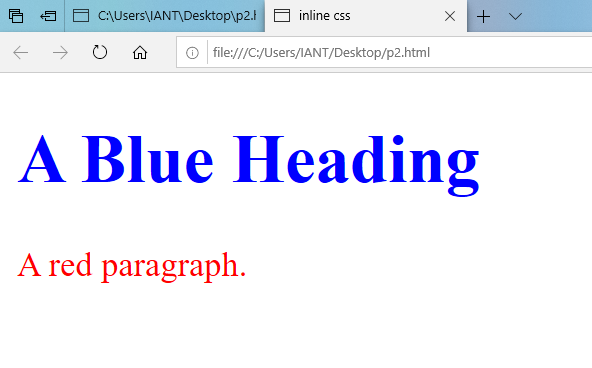 C:\Users\IANT\Desktop\p2.h
inline css
file:///C:/Users/IANT/Desktop/p2.html
A Blue Heading
A red paragraph.